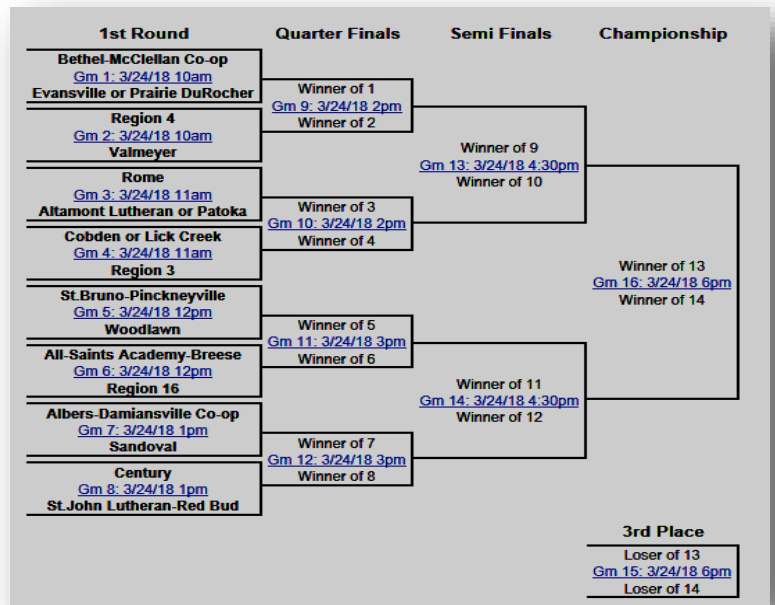 1st Round
Quarter Finals
Semi Finals
Championship
Bethel-McClellan Co-op
Gm 1: 3/24/18 10am
Evansville or Prairie DuRocher
Region 4
Gm 2: 3/24/18 10am
Valmeyer
Rome
Gm 3: 3/24/18 11am
Altamont Lutheran or Patoka
Cobden or Lick Creek
Gm 4: 3/24/18 11am
Region 3
St.Bruno-Pinckneyville
Gm 5: 3/24/18 12pm
Woodlawn
All-Saints Academy-Breese
Gm 6: 3/24/18 12pm
Region 16
Albers-Damiansville Co-op
Gm 7: 3/24/18 1pm
Sandoval
Century
Gm 8: 3/24/18 1pm
St.John Lutheran-Red Bud
Winner of 1
Gm 9: 3/24/18 2pm
Winner of 2
Winner of 3
Gm 10: 3/24/18 2pm
Winner of 4
Winner of 5
Gm 11: 3/24/18 3pm
Winner of 6
Winner of 7
Gm 12: 3/24/18 3pm
Winner of 8
Winner of 9
Gm 13: 3/24/18 4:30pm
Winner of 10
Winner of 11
Gm 14: 3/24/18 4:30pm
Winner of 12
Winner of 13
Gm 16: 3/24/18 6pm
Winner of 14
3rd Place
Loser of 13
Gm 15: 3/24/18 6pm
Loser of 14